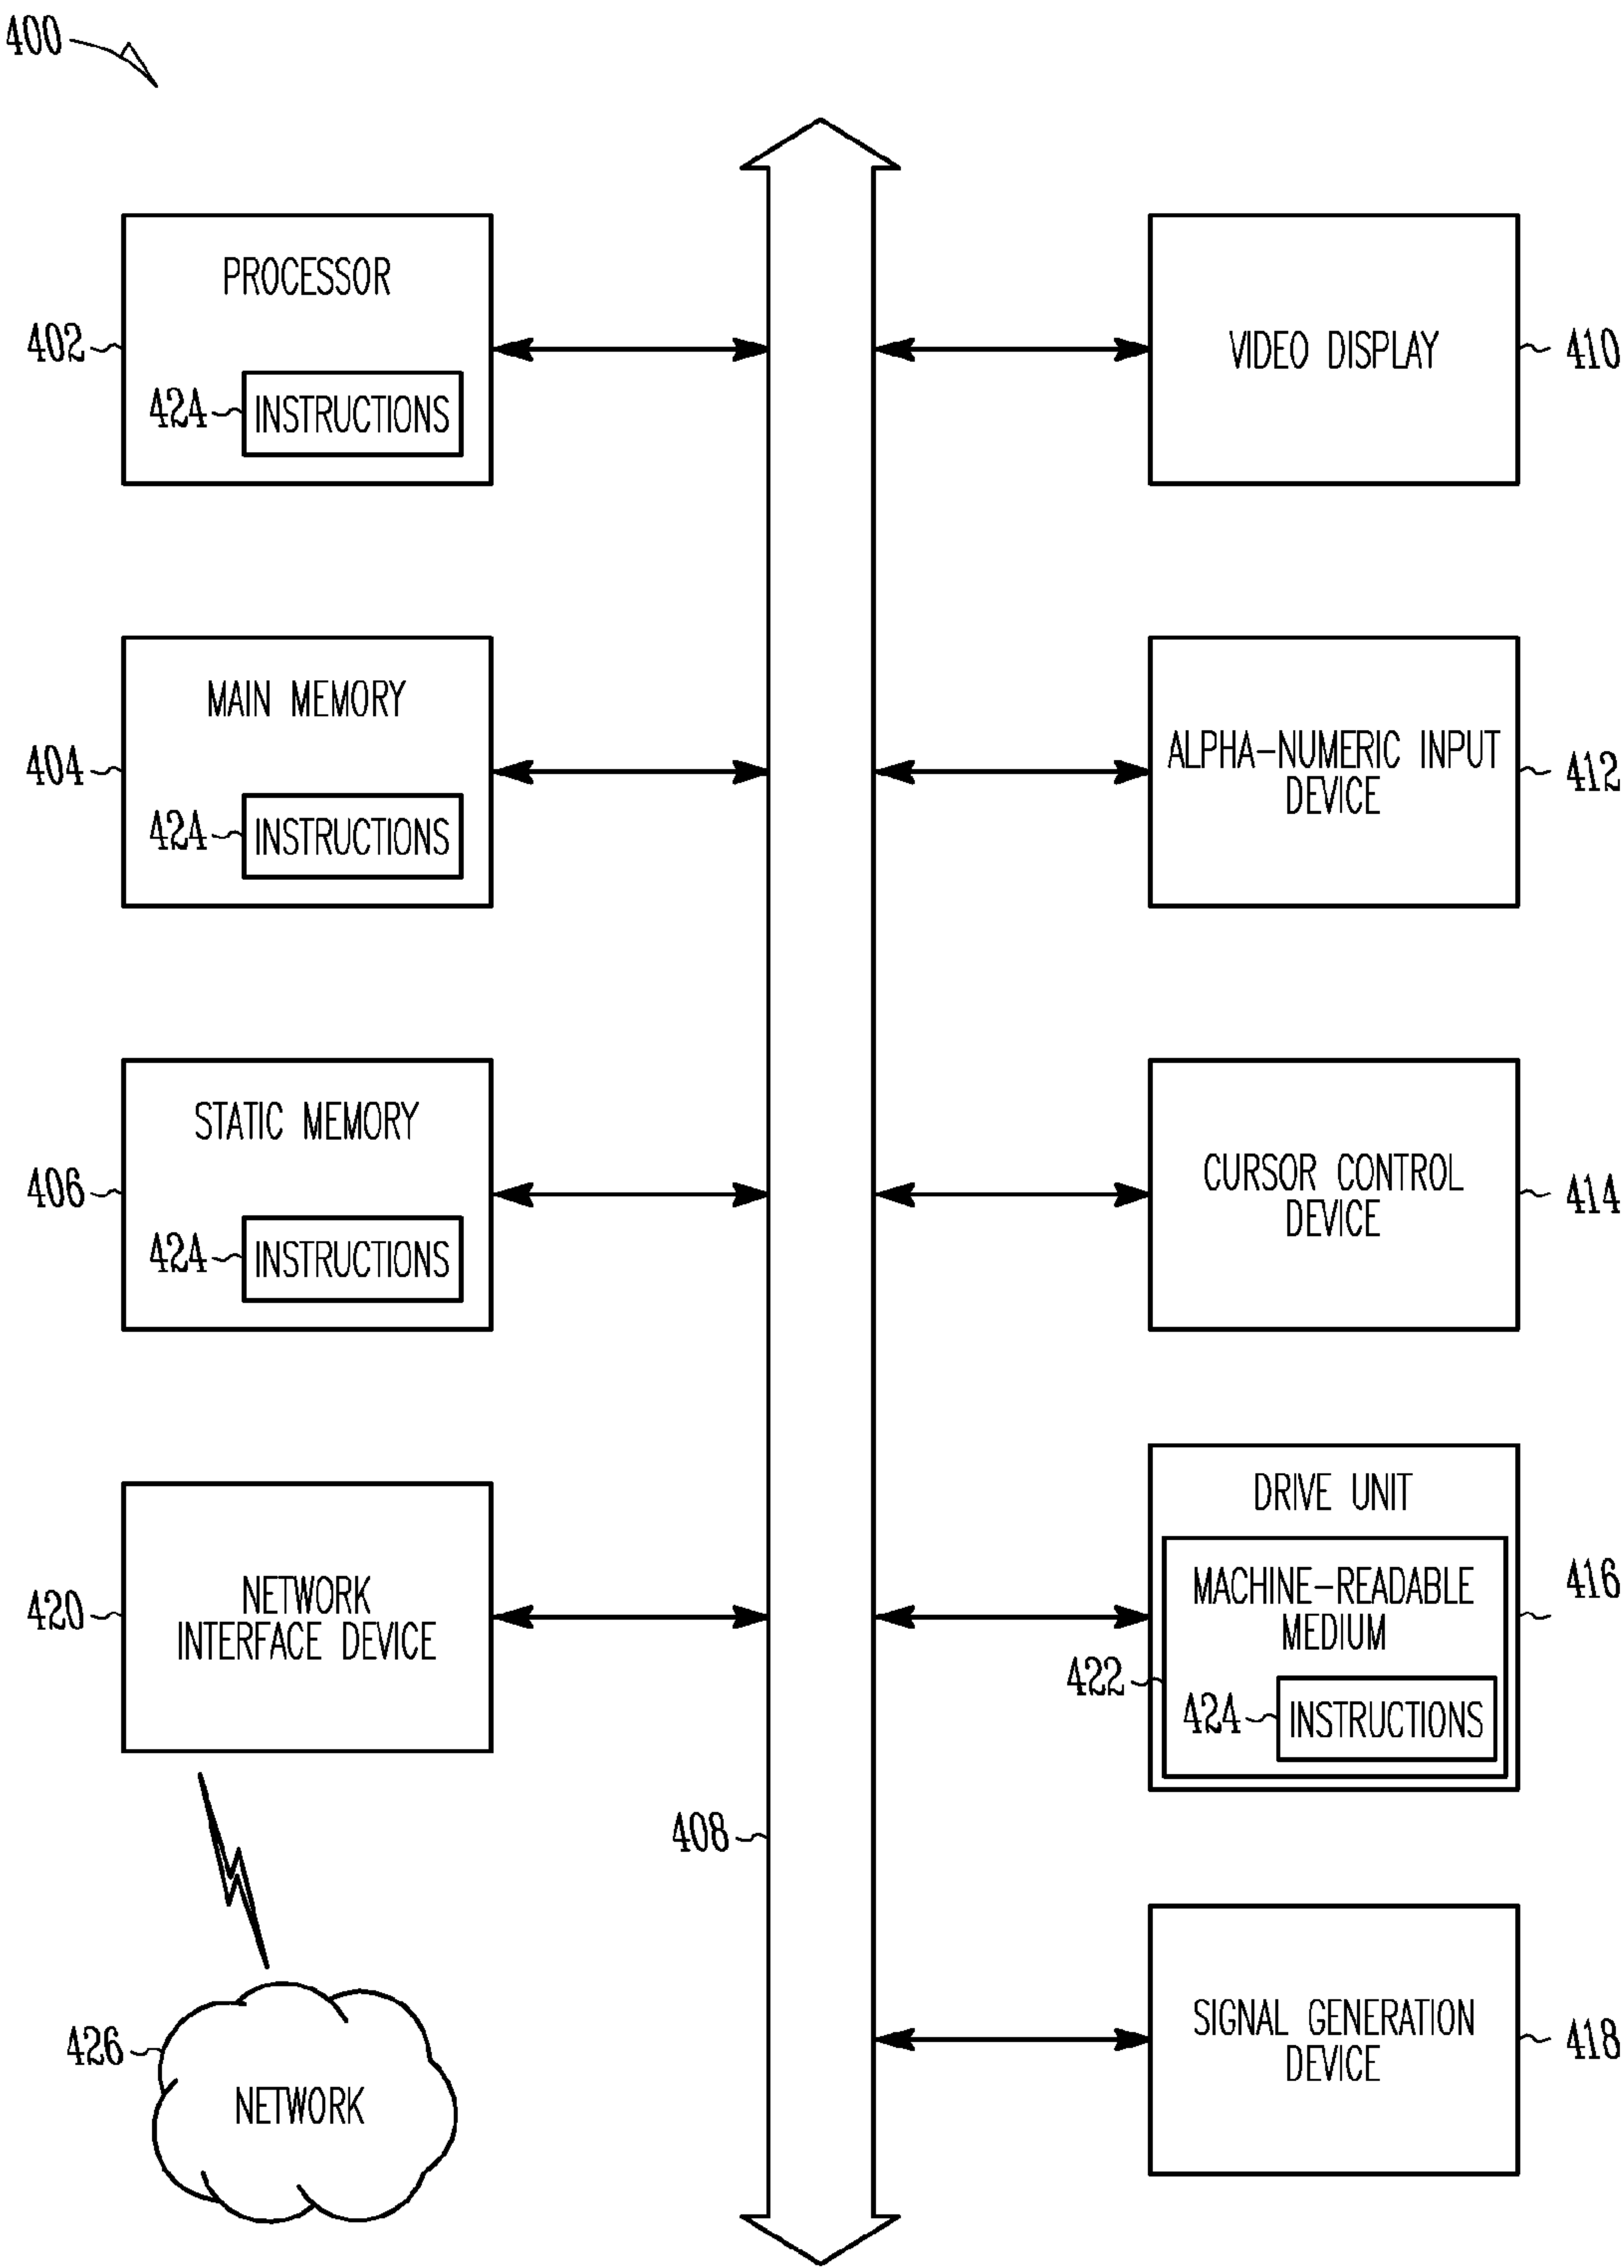 400
PROCESSOR
402
424
INSTRUCTIONS
MAIN MEMORY
404
424
INSTRUCTIONS
STATIC MEMORY
406
424
INSTRUCTIONS
NETWORK
INTERFACE DEVICE
420
426
NETWORK
408
VIDEO DISPLAY
410
ALPHA-NUMERIC INPUT
DEVICE
412
CURSOR CONTROL
DEVICE
414
DRIVE UNIT
416
MACHINE-READABLE
MEDIUM
422
424
INSTRUCTIONS
SIGNAL GENERATION
DEVICE
418